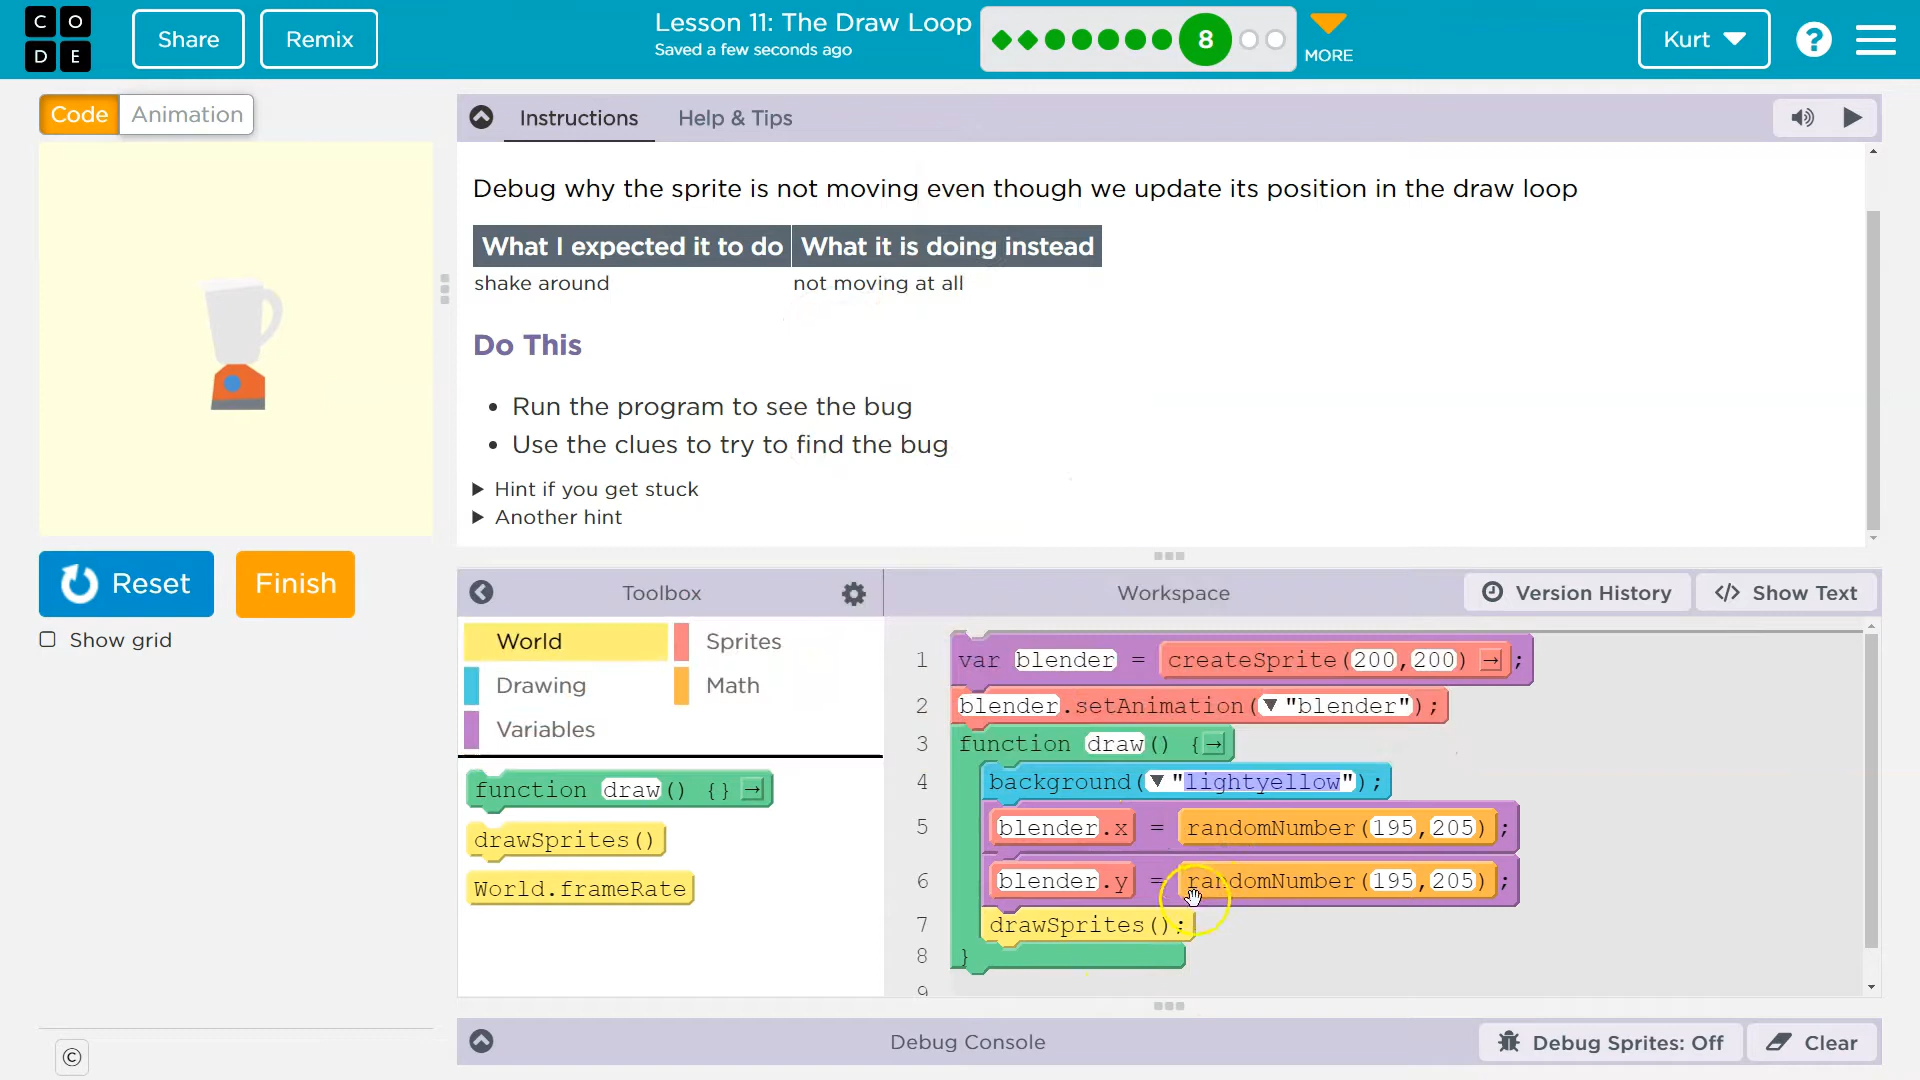 C O
D E
Share
Remix
Lesson 11: The Draw Loop
Saved a few seconds ago
8
MORE
Kurt
?
Code
Animation
Instructions
Help & Tips
Debug why the sprite is not moving even though we update its position in the draw loop
What I expected it to do
What it is doing instead
shake around
not moving at all
Do This
• Run the program to see the bug
• Use the clues to try to find the bug
Hint if you get stuck
Another hint
Reset
Finish
Show grid
Toolbox
Workspace
Version History
</> Show Text
World
Sprites
Drawing
Math
Variables
function draw() {} →
drawSprites()
World.frameRate
1 var blender = createSprite(200,200) → ;
2 blender.setAnimation(▼ "blender");
3 function draw() {→
4 background(▼ "lightyellow");
5 blender.x = randomNumber(195,205);
6 blender.y = randomNumber(195,205);
7 drawSprites();
8 }
9
Debug Console
Debug Sprites: Off
Clear
©